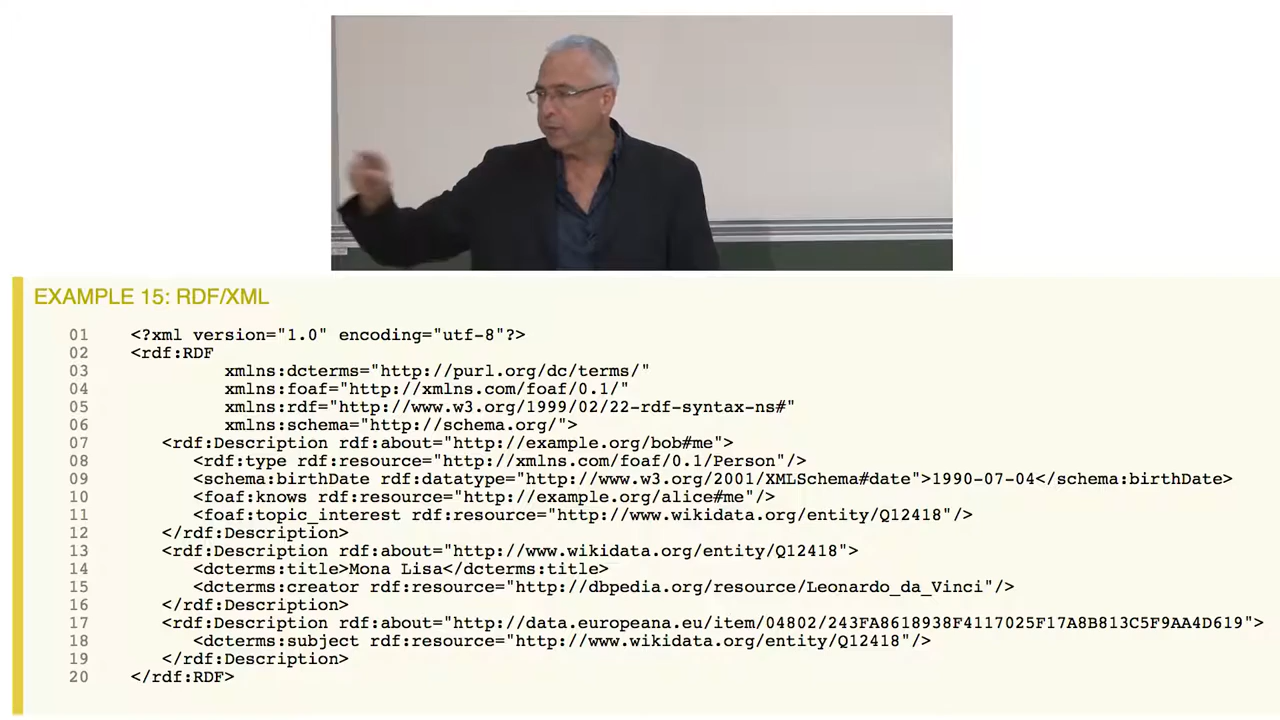 EXAMPLE 15: RDF/XML
01 <?xml version="1.0" encoding="utf-8"?>
02 <rdf:RDF
03 xmlns:dcterms="http://purl.org/dc/terms/"
04 xmlns:foaf="http://xmlns.com/foaf/0.1/"
05 xmlns:rdf="http://www.w3.org/1999/02/22-rdf-syntax-ns#"
06 xmlns:schema="http://schema.org/">
07 <rdf:Description rdf:about="http://example.org/bob#me">
08 <rdf:type rdf:resource="http://xmlns.com/foaf/0.1/Person"/>
09 <schema:birthDate rdf:datatype="http://www.w3.org/2001/XMLSchema#date">1990-07-04</schema:birthDate>
10 <foaf:knows rdf:resource="http://example.org/alice#me"/>
11 <foaf:topic_interest rdf:resource="http://www.wikidata.org/entity/Q12418"/>
12 </rdf:Description>
13 <rdf:Description rdf:about="http://www.wikidata.org/entity/Q12418">
14 <dcterms:title>Mona Lisa</dcterms:title>
15 <dcterms:creator rdf:resource="http://dbpedia.org/resource/Leonardo_da_Vinci"/>
16 </rdf:Description>
17 <rdf:Description rdf:about="http://data.europeana.eu/item/04802/243FA8618938F4117025F17A8B813C5F9AA4D619">
18 <dcterms:subject rdf:resource="http://www.wikidata.org/entity/Q12418"/>
19 </rdf:Description>
20 </rdf:RDF>